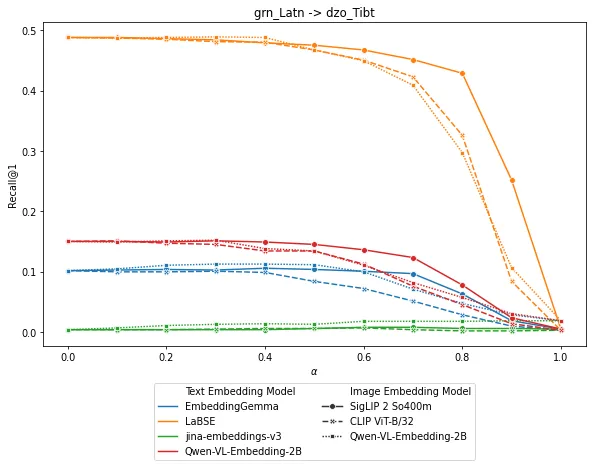 grn_Latn -> dzo_Tibt
0.5
0.4
0.3
0.2
0.1
0.0
Recall@1
0.0 0.2 0.4 0.6 0.8 1.0
α
Text Embedding Model Image Embedding Model
EmbeddingGemma SigLIP 2 So400m
LaBSE CLIP ViT-B/32
jina-embeddings-v3 Qwen-VL-Embedding-2B
Qwen-VL-Embedding-2B